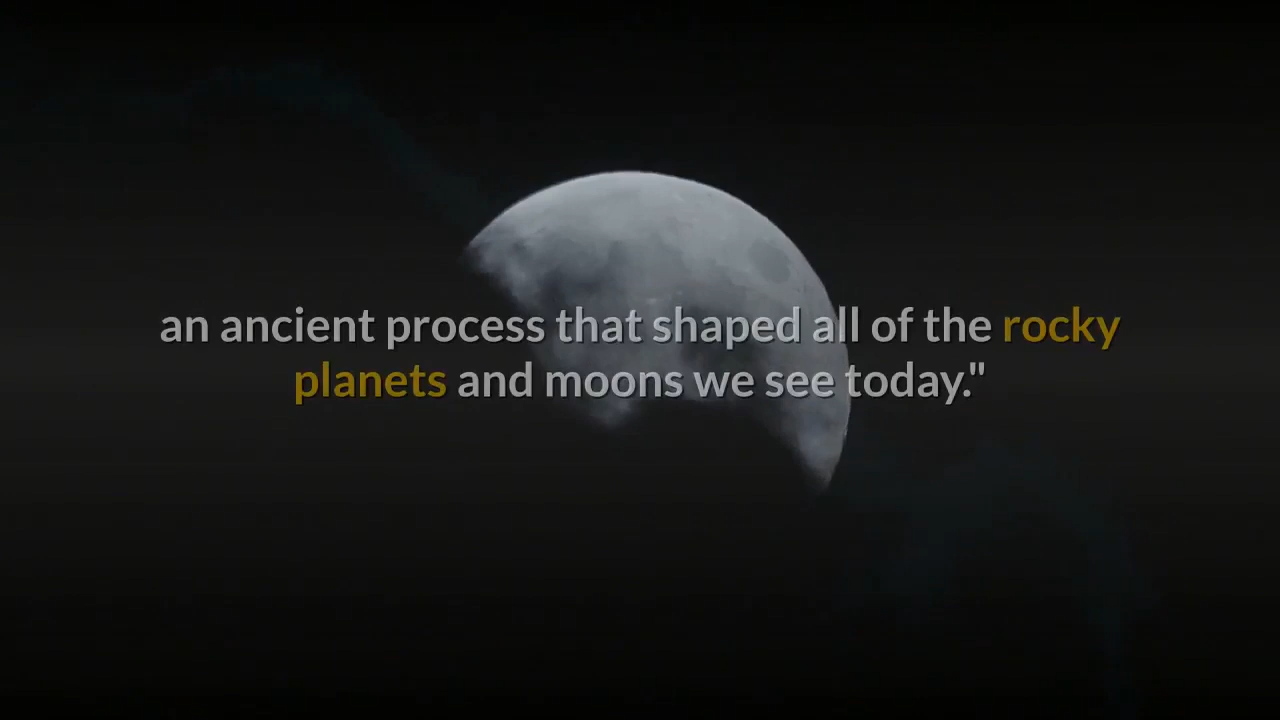 an ancient process that shaped all of the rocky
planets and moons we see today."